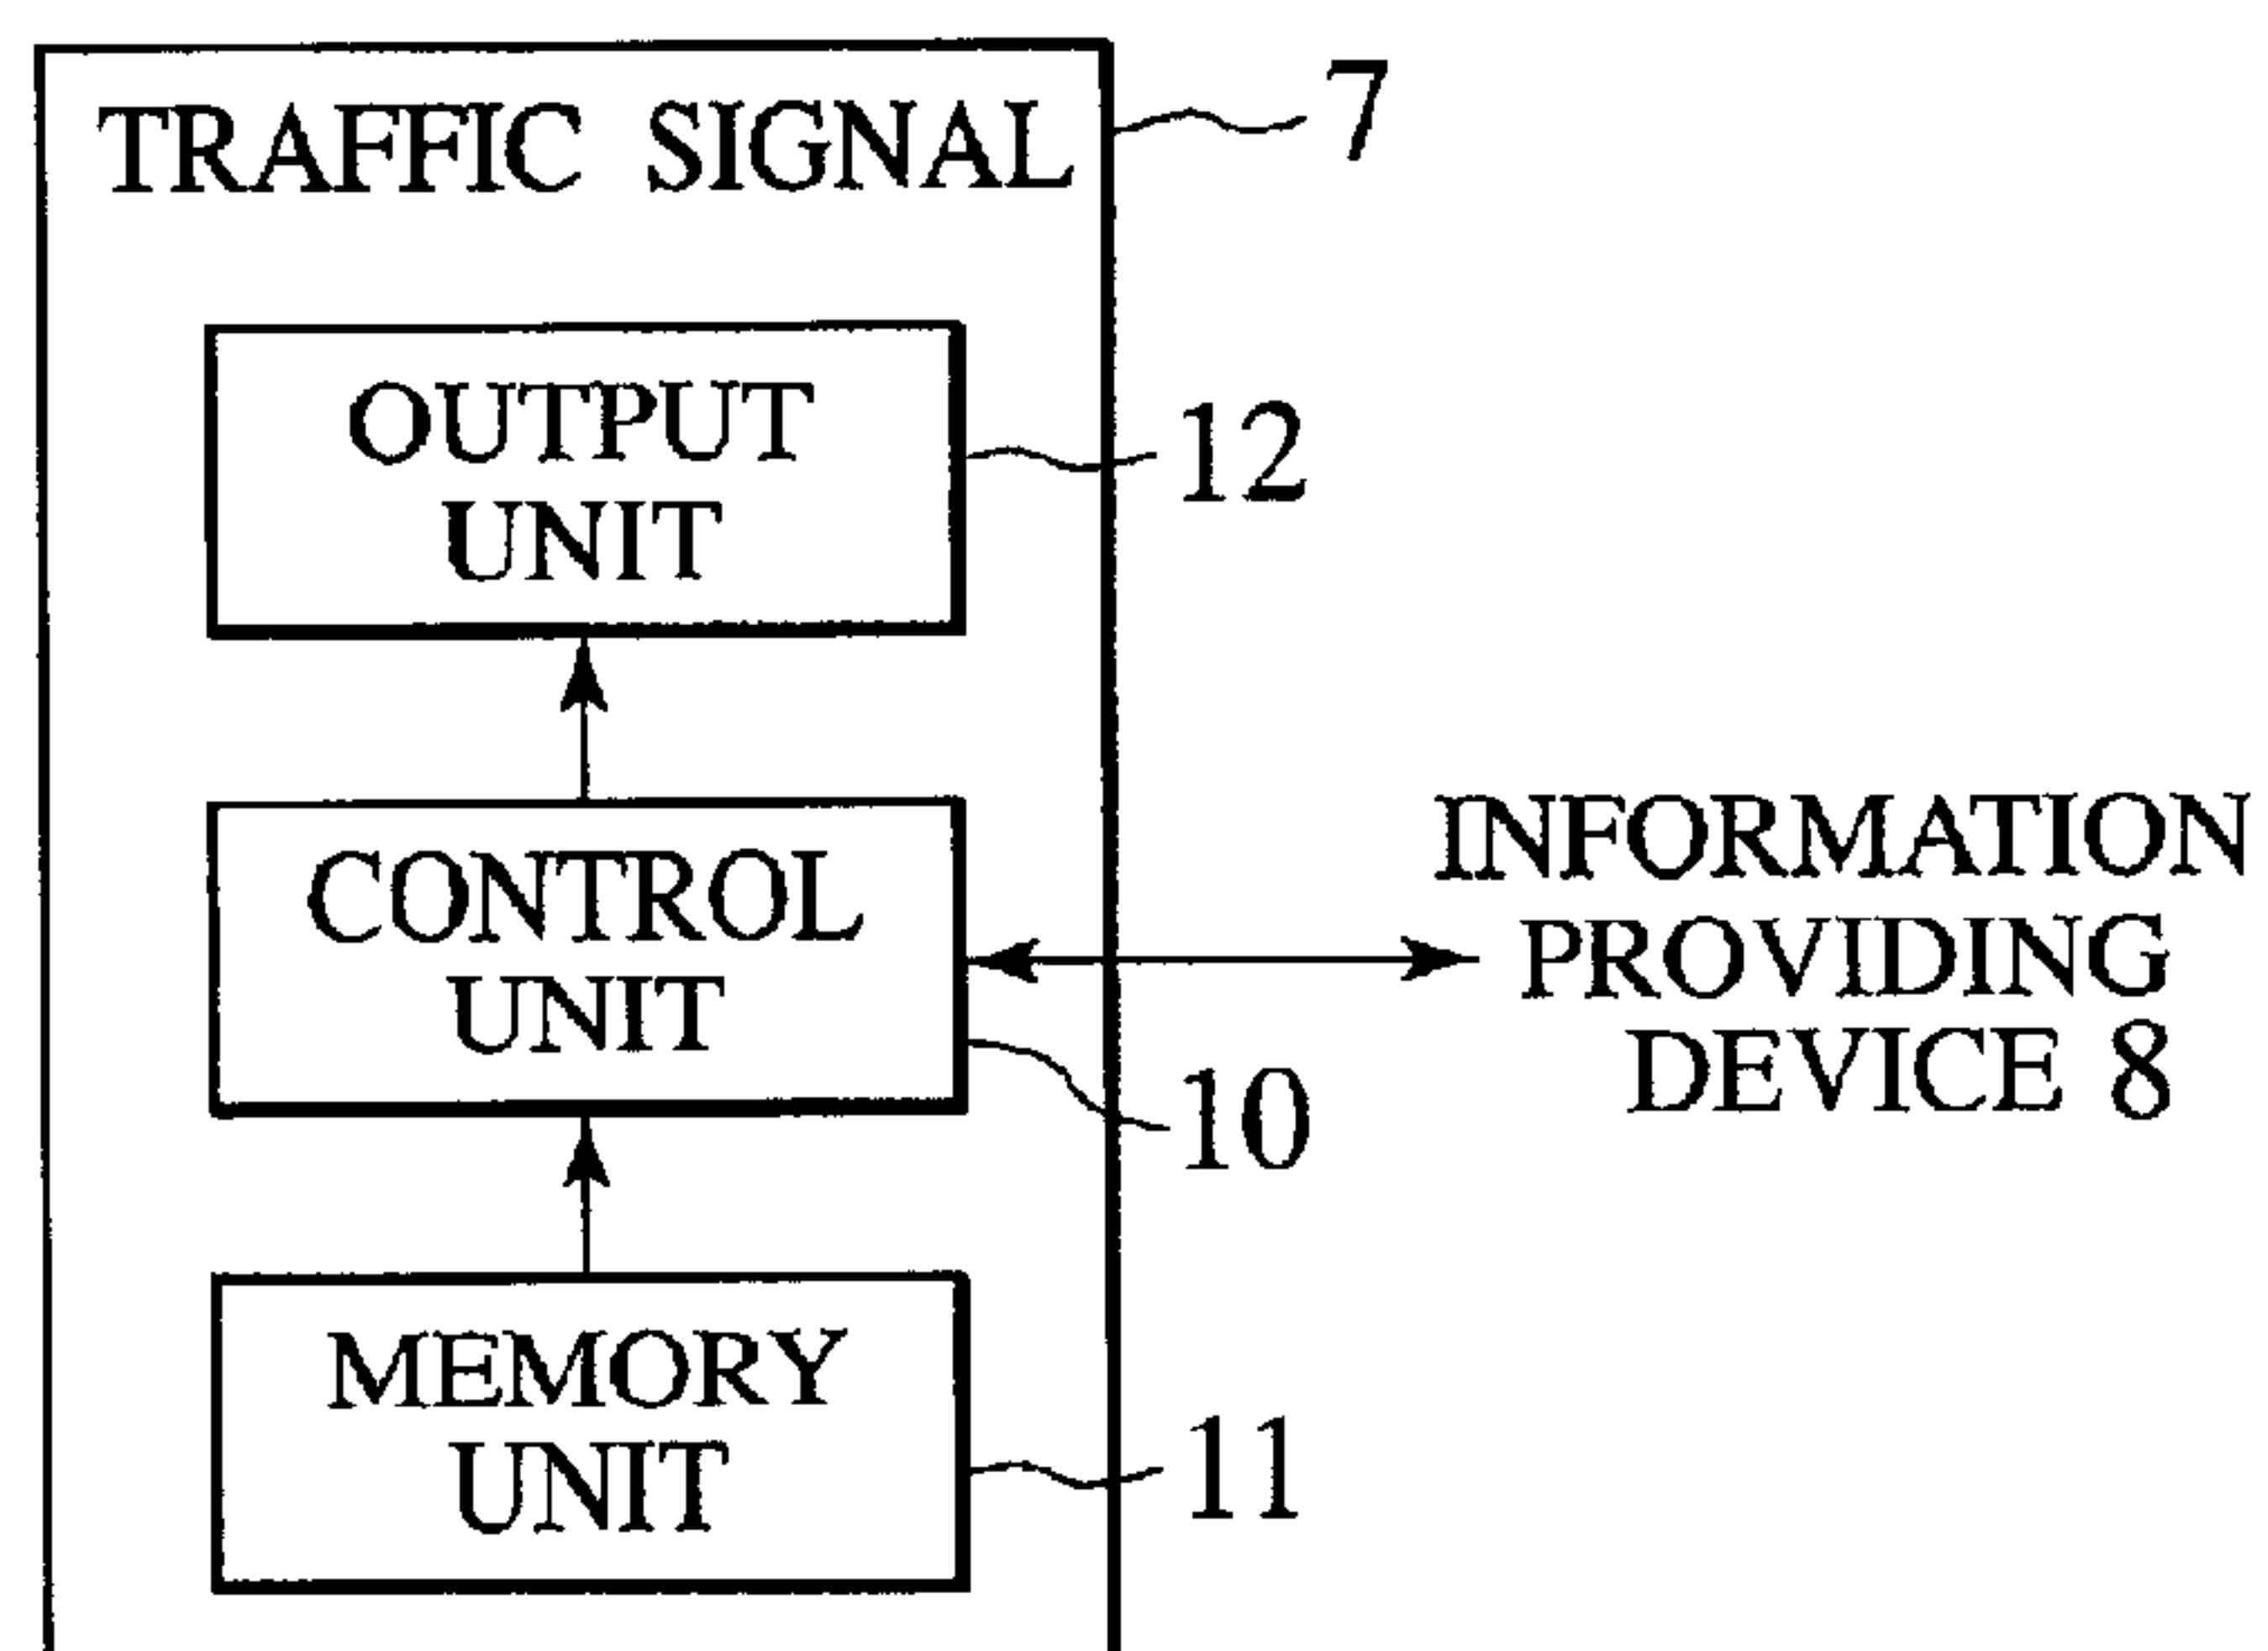 TRAFFIC SIGNAL
7
OUTPUT
UNIT
12
CONTROL
UNIT
INFORMATION
PROVIDING
DEVICE 8
10
MEMORY
UNIT
11